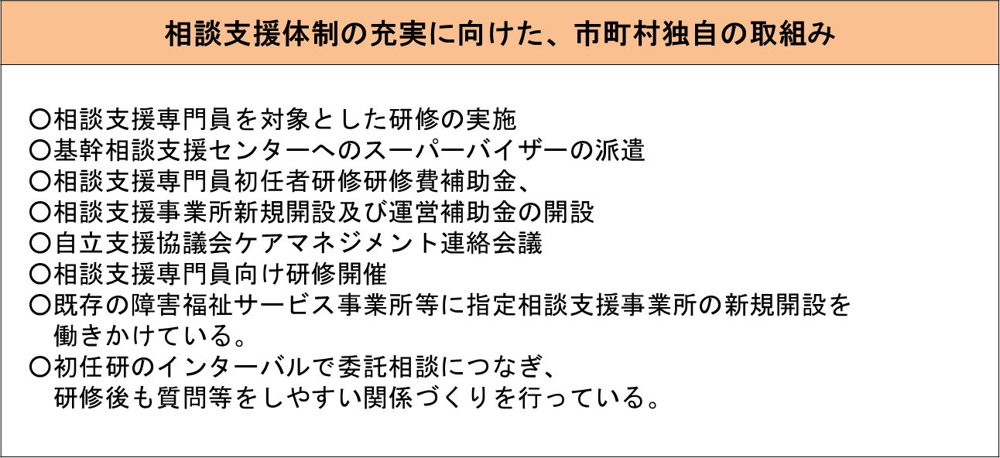 相談支援体制の充実に向けた、市町村独自の取組み
〇相談支援専門員を対象とした研修の実施
〇基幹相談支援センターへのスーパーバイザーの派遣
〇相談支援専門員初任者研修研修費補助金、
〇相談支援事業所新規開設及び運営補助金の開設
〇自立支援協議会ケアマネジメント連絡会議
〇相談支援専門員向け研修開催
〇既存の障害福祉サービス事業所等に指定相談支援事業所の新規開設を
働きかけている。
〇初任研のインターバルで委託相談につなぎ、
研修後も質問等をしやすい関係づくりを行っている。